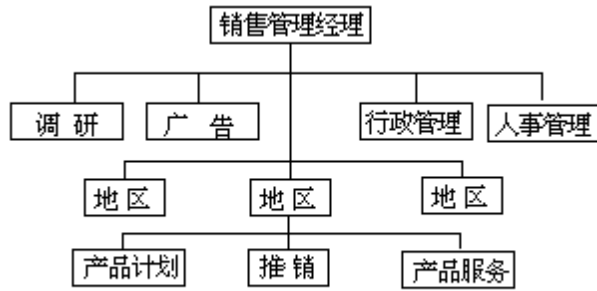 销售管理经理
调 研
广 告
行政管理
人事管理
地 区
地 区
地 区
产品计划
推 销
产品服务